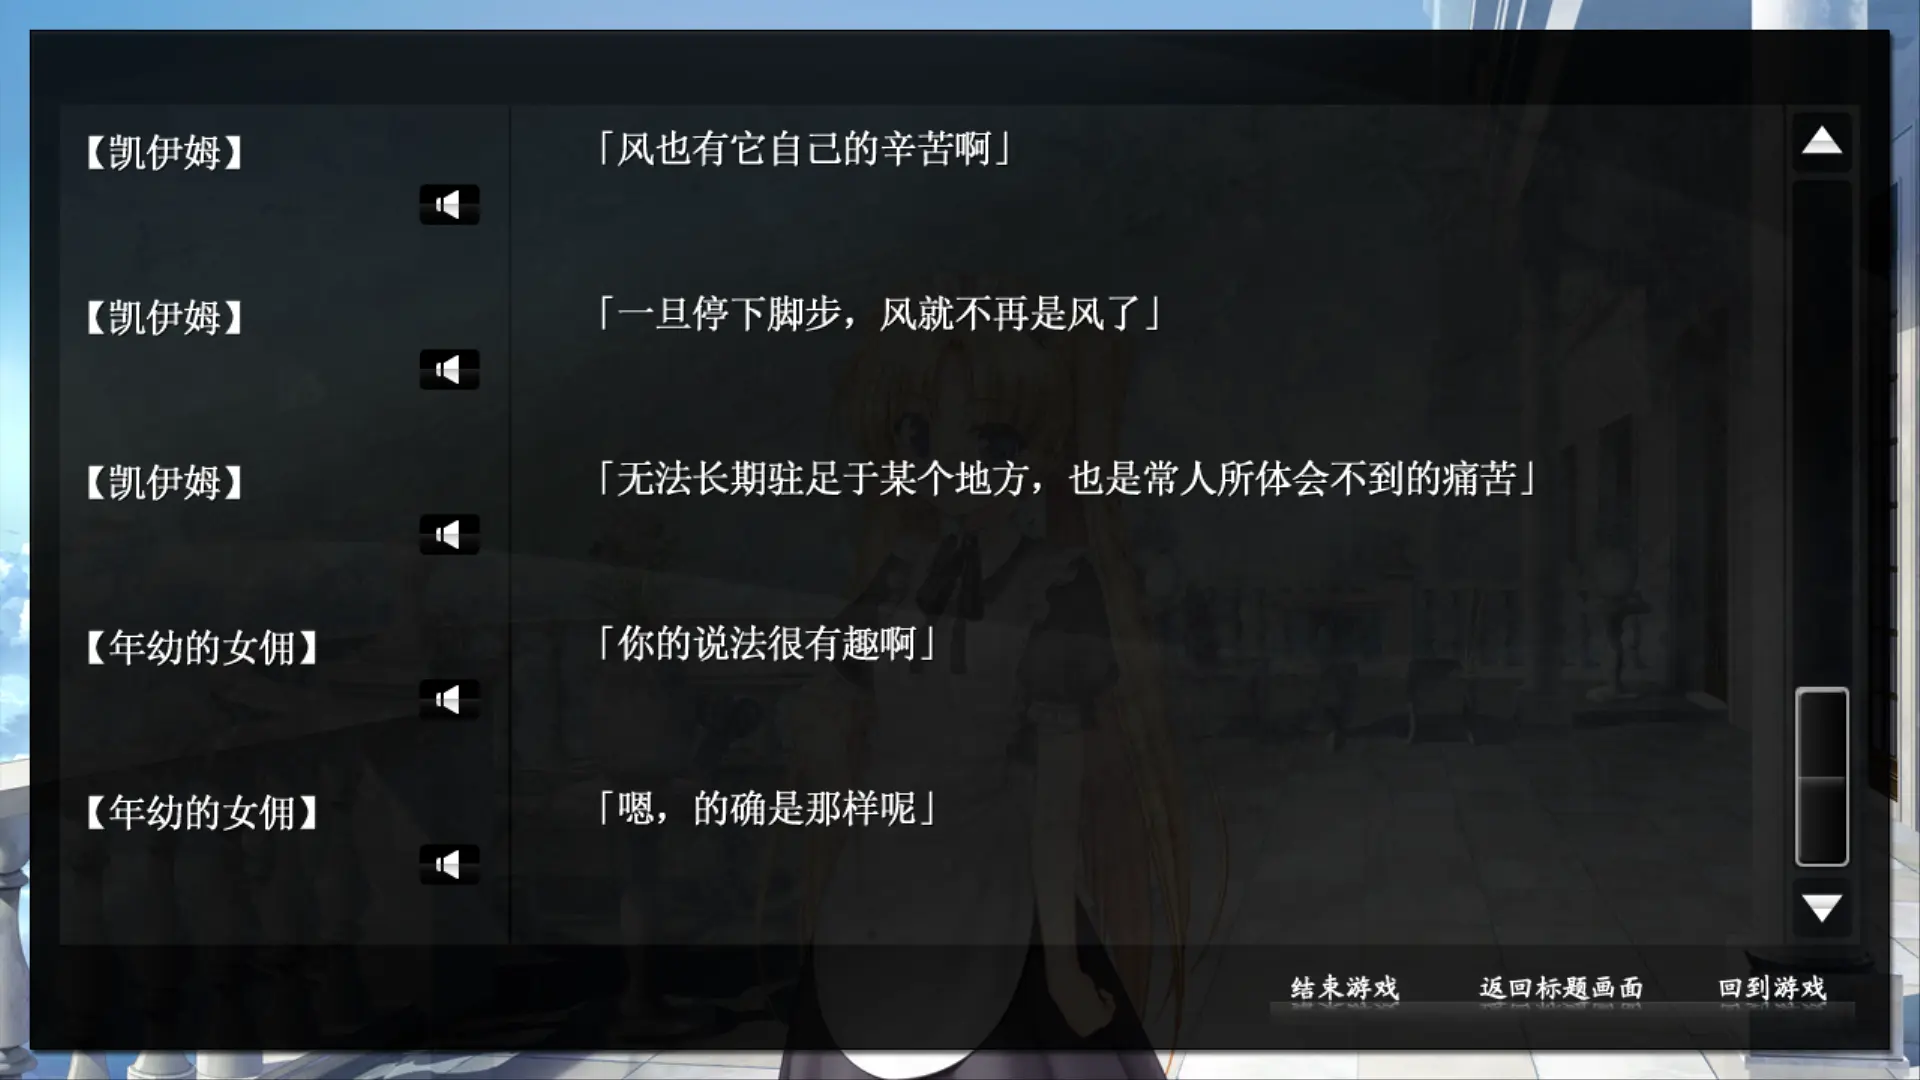 【凯伊姆】
「风也有它自己的辛苦啊」
【凯伊姆】
「一旦停下脚步，风就不再是风了」
【凯伊姆】
「无法长期驻足于某个地方，也是常人所体会不到的痛苦」
【年幼的女佣】
「你的说法很有趣啊」
【年幼的女佣】
「嗯，的确是那样呢」
结束游戏 返回标题画面 回到游戏